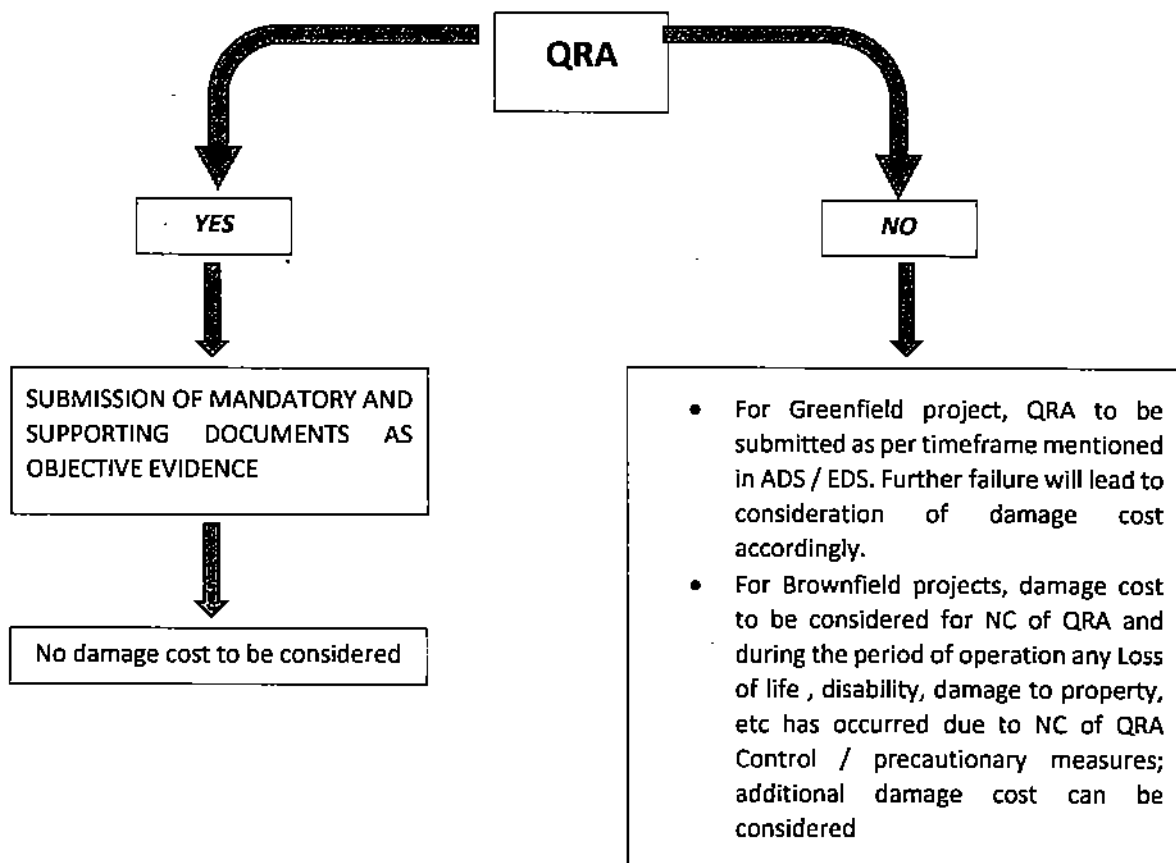 QRA
YES
NO
SUBMISSION OF MANDATORY AND
SUPPORTING DOCUMENTS AS
OBJECTIVE EVIDENCE
No damage cost to be considered
• For Greenfield project, QRA to be
submitted as per timeframe mentioned
in ADS / EDS. Further failure will lead to
consideration of damage cost
accordingly.
• For Brownfield projects, damage cost
to be considered for NC of QRA and
during the period of operation any Loss
of life , disability, damage to property,
etc has occurred due to NC of QRA
Control / precautionary measures;
additional damage cost can be
considered